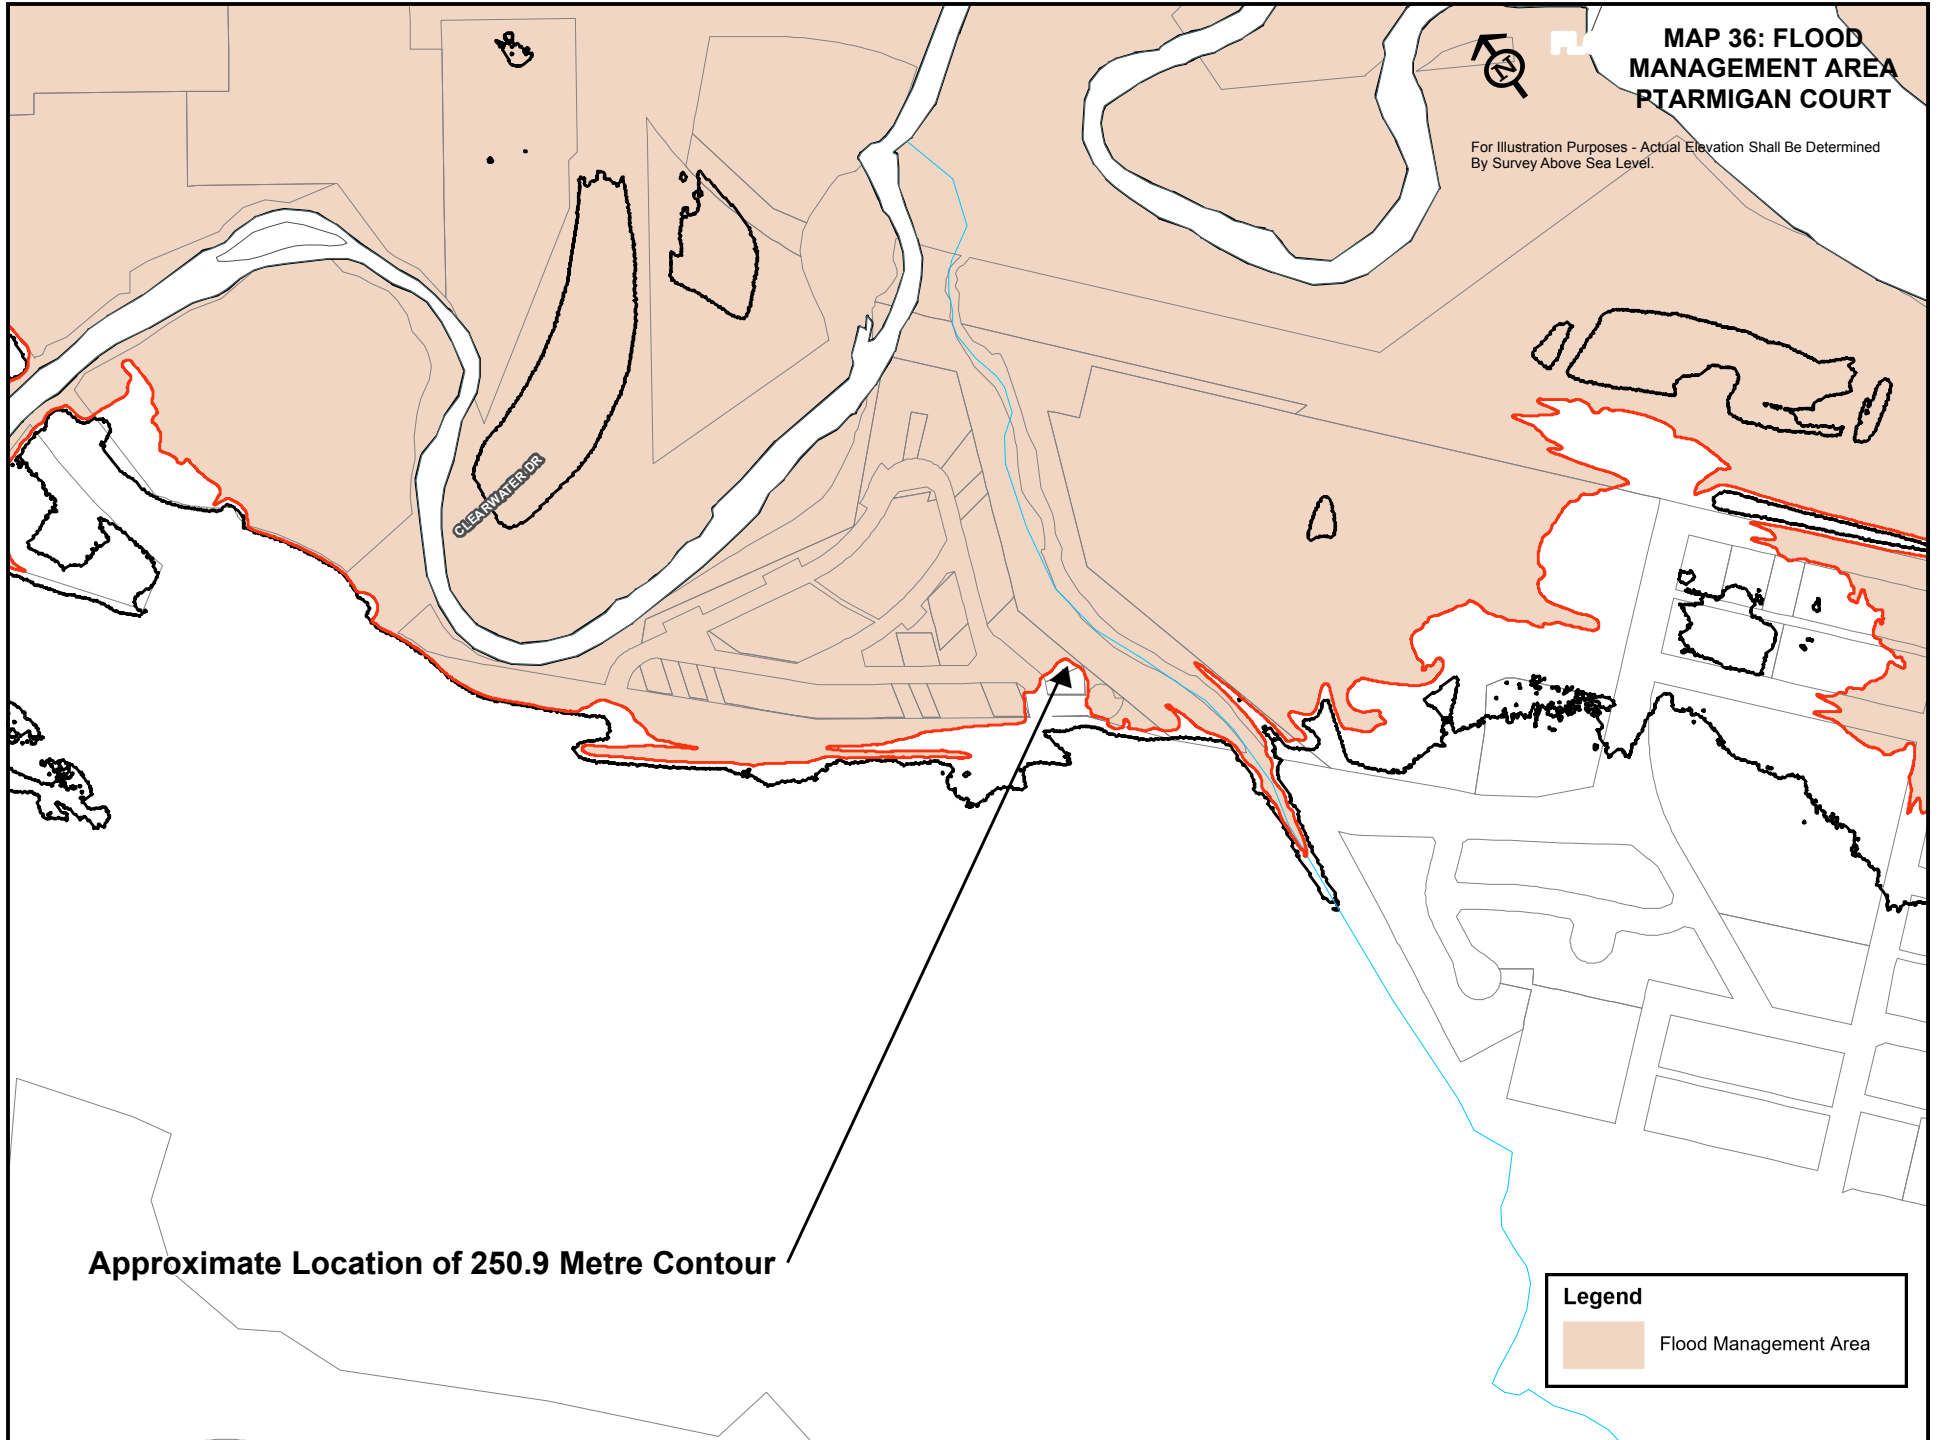 MAP 36: FLOOD
MANAGEMENT AREA
PTARMIGAN COURT
N
For Illustration Purposes - Actual Elevation Shall Be Determined
By Survey Above Sea Level.
CLEARWATER DR
Approximate Location of 250.9 Metre Contour
Legend
Flood Management Area